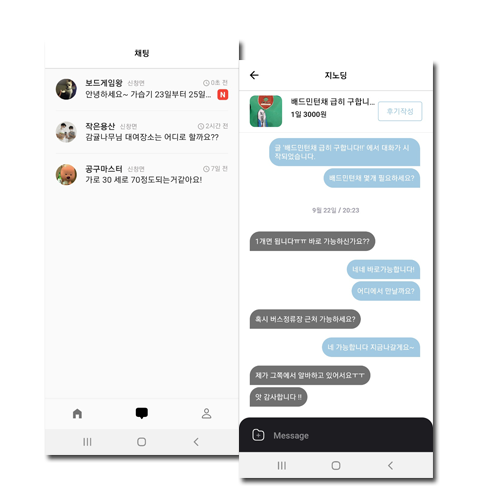 채팅
보드게임왕 신창면 0초 전
안녕하세요~ 가습기 23일부터 25일... N
작은용산 신창면 2시간 전
감귤나무님 대여장소는 어디로 할까요??
공구마스터 신창면 7일 전
가로 30 세로 70정도되는거같아요!
지노딩
배드민턴채 급히 구합니...
1일 3000원
후기작성
글 '배드민턴채 급히 구합니다!!' 에서 대화가 시
작되었습니다.
배드민턴채 몇개 필요하세요?
9월 22일 / 20:23
1개면 됩니다ㅠㅠ 바로 가능하신가요??
네네 바로가능합니다!
어디에서 만날까요?
혹시 버스정류장 근처 가능하세요?
네 가능합니다 지금나갈게요~
제가 그쪽에서 알바하고 있어서요ㅜㅜ
앗 감사합니다 !!
Message